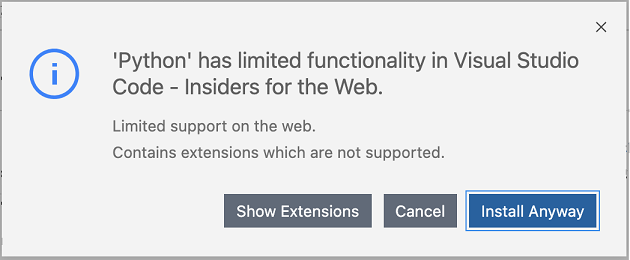 'Python' has limited functionality in Visual Studio
Code - Insiders for the Web.
Limited support on the web.
Contains extensions which are not supported.
Show Extensions Cancel Install Anyway